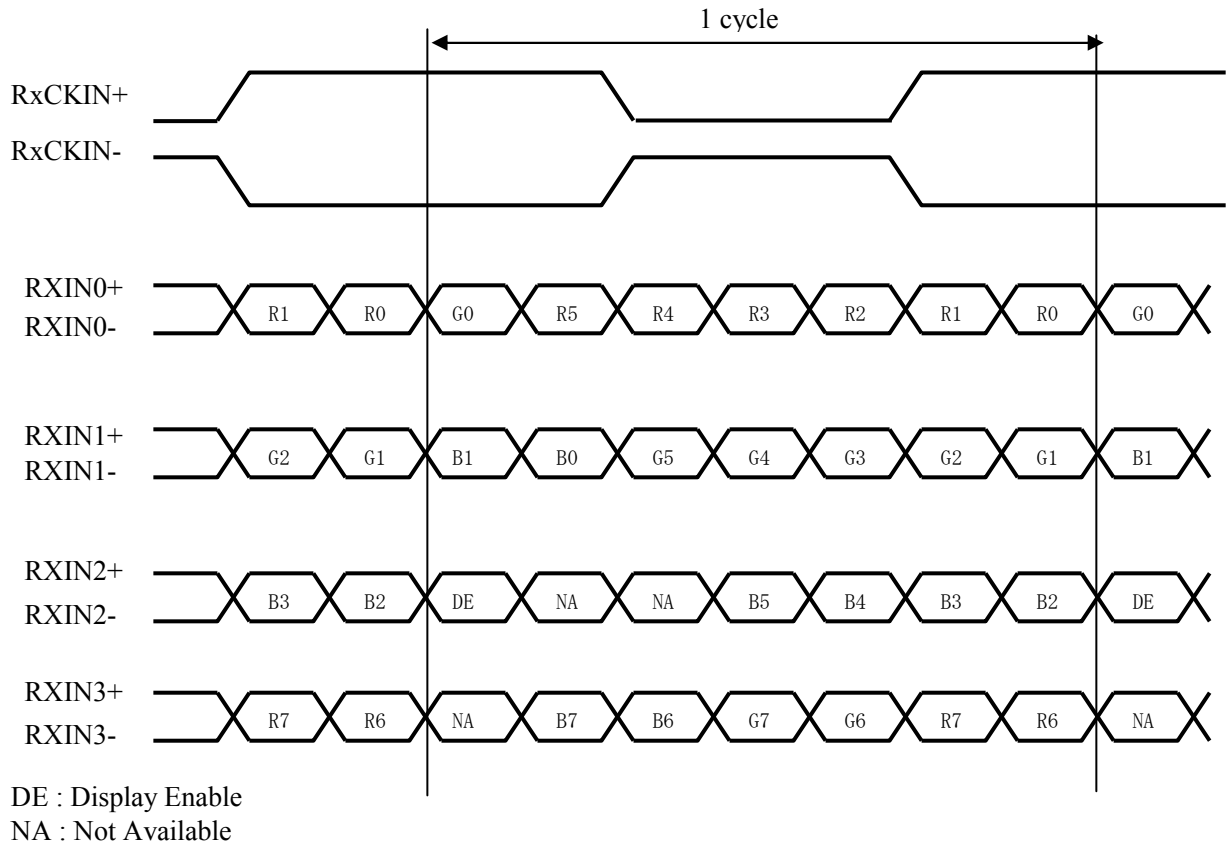 1 cycle
RxCKIN+
RxCKIN-
RXIN0+
RXIN0-
R1 R0 G0 R5 R4 R3 R2 R1 R0 G0
RXIN1+
RXIN1-
G2 G1 B1 B0 G5 G4 G3 G2 G1 B1
RXIN2+
RXIN2-
B3 B2 DE NA NA B5 B4 B3 B2 DE
RXIN3+
RXIN3-
R7 R6 NA B7 B6 G7 G6 R7 R6 NA
DE : Display Enable
NA : Not Available